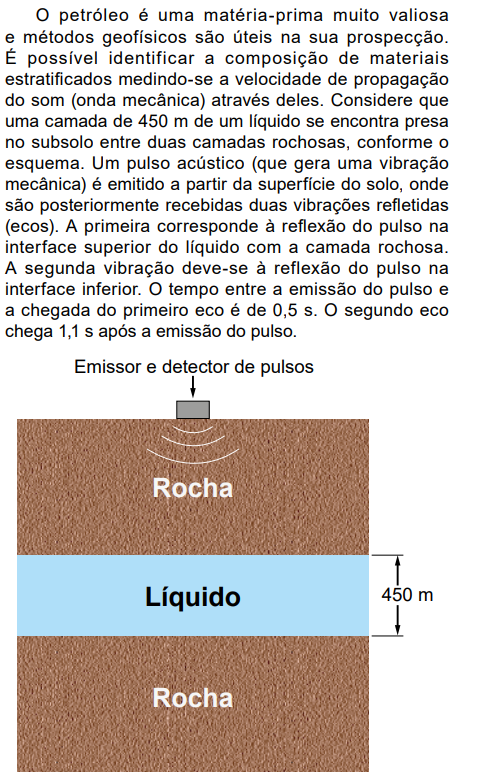 O petróleo é uma matéria-prima muito valiosa
e métodos geofísicos são úteis na sua prospecção.
É possível identificar a composição de materiais
estratificados medindo-se a velocidade de propagação
do som (onda mecânica) através deles. Considere que
uma camada de 450 m de um líquido se encontra presa
no subsolo entre duas camadas rochosas, conforme o
esquema. Um pulso acústico (que gera uma vibração
mecânica) é emitido a partir da superfície do solo, onde
são posteriormente recebidas duas vibrações refletidas
(ecos). A primeira corresponde à reflexão do pulso na
interface superior do líquido com a camada rochosa.
A segunda vibração deve-se à reflexão do pulso na
interface inferior. O tempo entre a emissão do pulso e
a chegada do primeiro eco é de 0,5 s. O segundo eco
chega 1,1 s após a emissão do pulso.
Emissor e detector de pulsos
Rocha
Líquido
450 m
Rocha